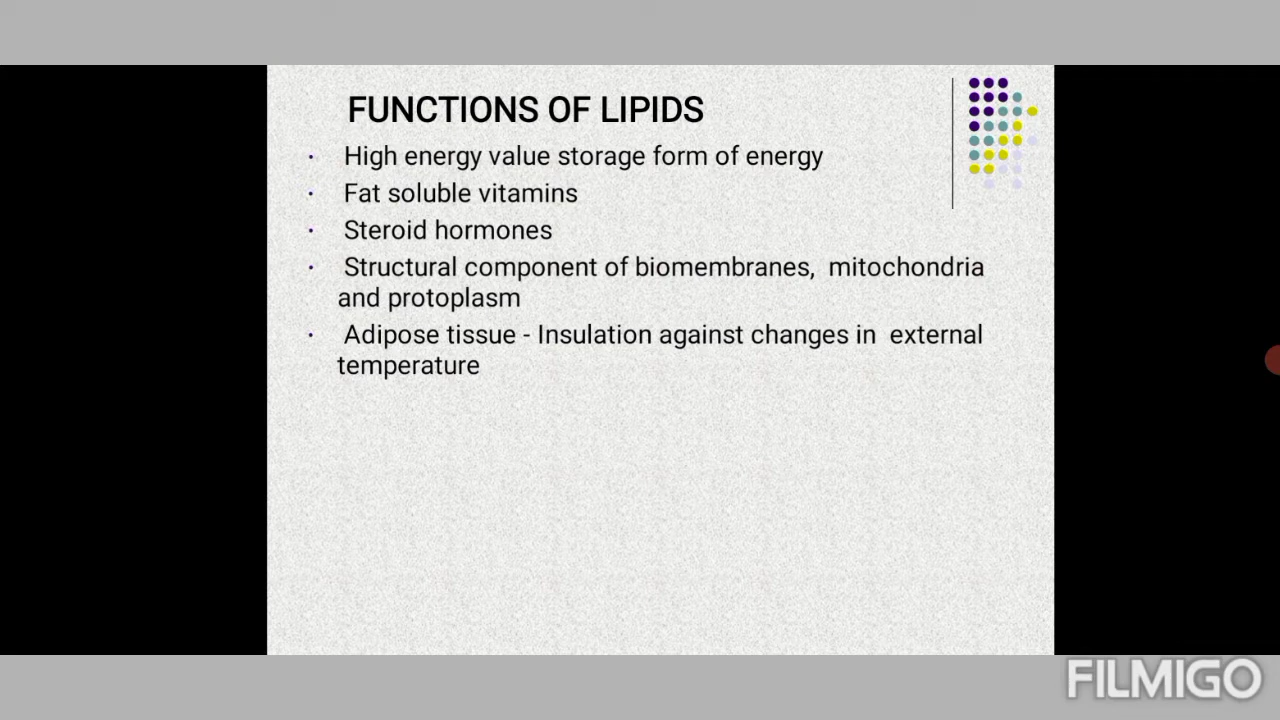 FUNCTIONS OF LIPIDS
· High energy value storage form of energy
· Fat soluble vitamins
· Steroid hormones
· Structural component of biomembranes, mitochondria
and protoplasm
· Adipose tissue - Insulation against changes in external
temperature
FILMIGO